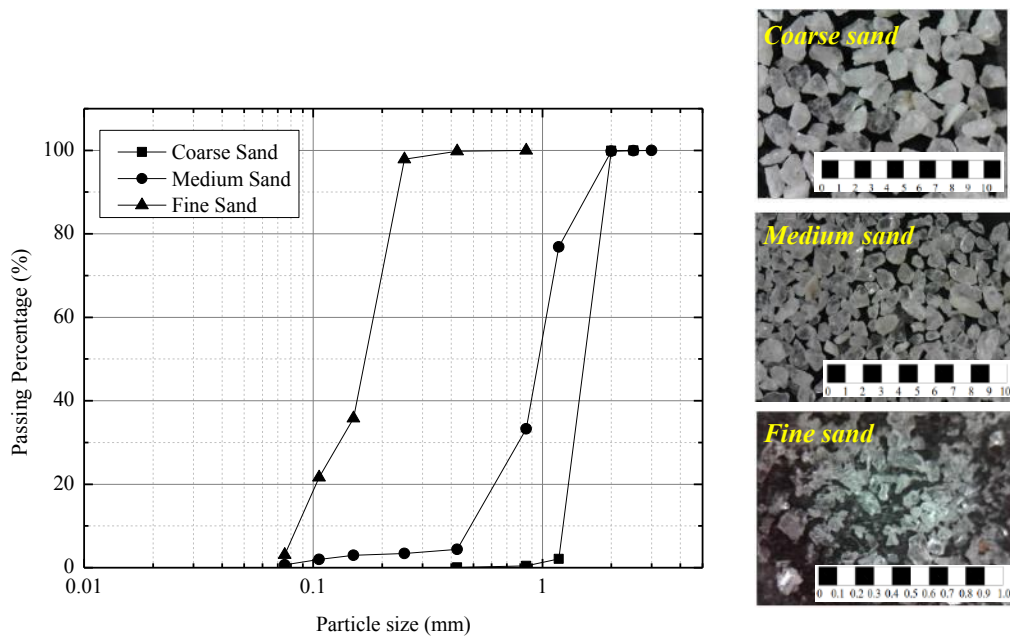 Coarse sand
0 1 2 3 4 5 6 7 8 9 10
Medium sand
0 1 2 3 4 5 6 7 8 9 10
Fine sand
0 0.1 0.2 0.3 0.4 0.5 0.6 0.7 0.8 0.9 1.0
Passing Percentage (%)
100
80
60
40
20
0
Coarse Sand
Medium Sand
Fine Sand
0.01 0.1 1
Particle size (mm)